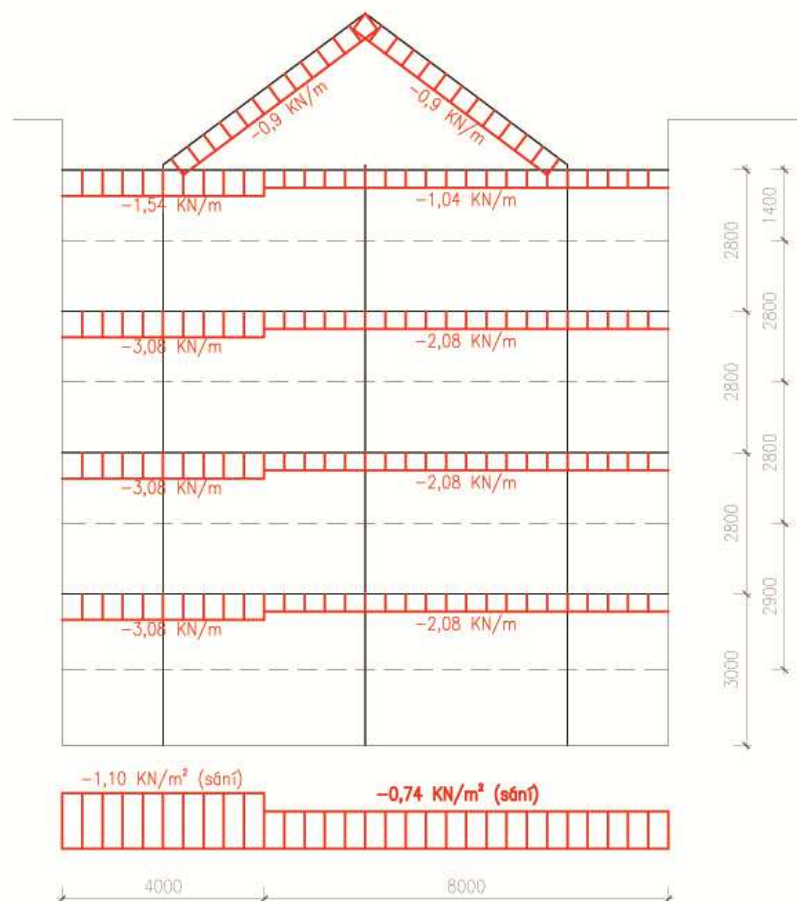 -0,9 KN/m
-0,9 KN/m
-1,54 KN/m
-1,04 KN/m
2800
1400
-3,08 KN/m
-2,08 KN/m
2800
2800
-3,08 KN/m
-2,08 KN/m
2800
2800
-3,08 KN/m
-2,08 KN/m
2900
3000
-1,10 KN/m² (sání)
-0,74 KN/m² (sání)
4000
8000